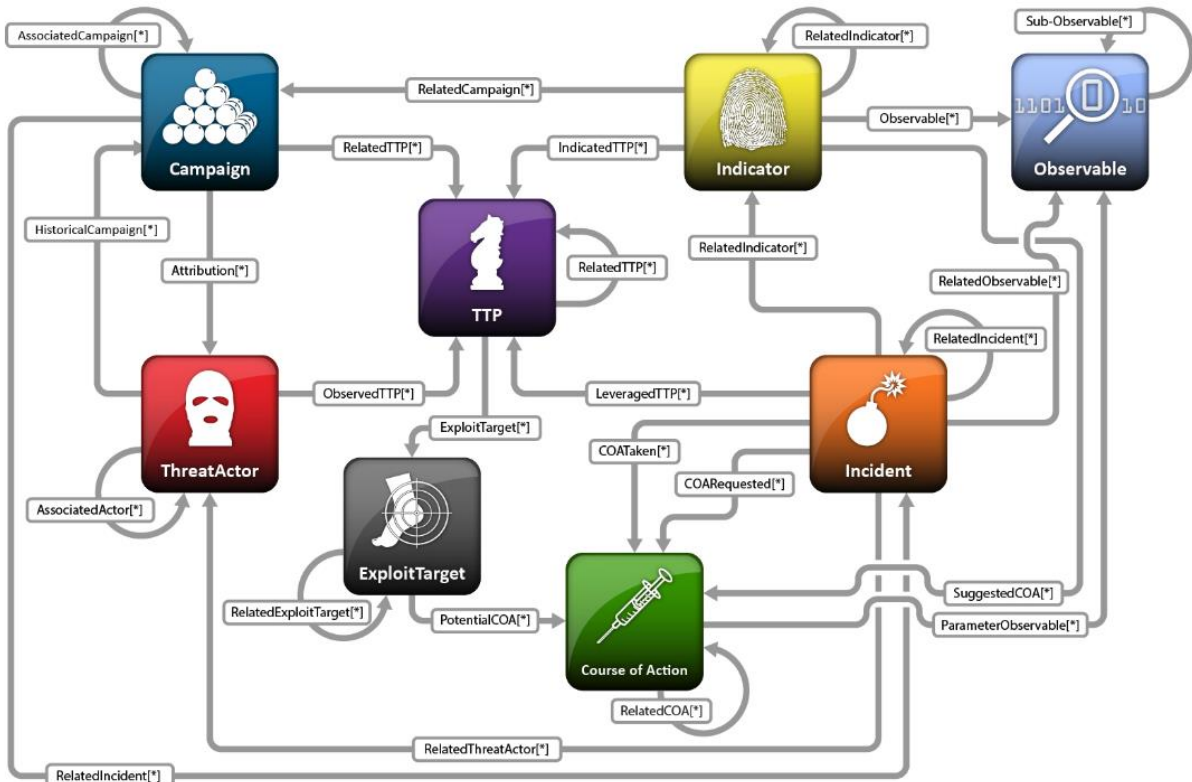 AssociatedCampaign[*]
RelatedIndicator[*]
Sub-Observable[*]
RelatedCampaign[*]
1101 0 10
Observable[*]
RelatedTTP[*]
IndicatedTTP[*]
Campaign
Indicator
Observable
HistoricalCampaign[*]
RelatedIndicator[*]
Attribution[*]
RelatedTTP[*]
RelatedObservable[*]
TTP
RelatedIncident[*]
ObservedTTP[*]
LeveragedTTP[*]
ExploitTarget[*]
COATaken[*]
ThreatActor
Incident
COARequested[*]
AssociatedActor[*]
ExploitTarget
SuggestedCOA[*]
RelatedExploitTarget[*]
PotentialCOA[*]
ParameterObservable[*]
Course of Action
RelatedCOA[*]
RelatedThreatActor[*]
RelatedIncident[*]